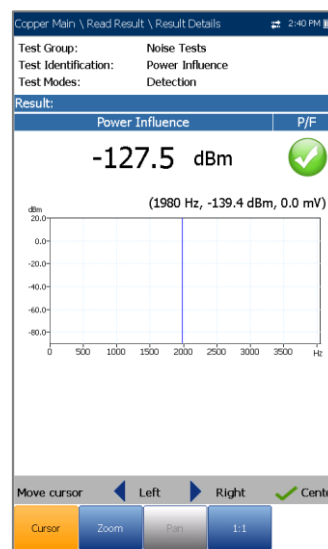 Copper Main \ Read Result \ Result Details 2:40 PM
Test Group: Noise Tests
Test Identification: Power Influence
Test Modes: Detection
Result:
Power Influence P/F
-127.5 dBm
(1980 Hz, -139.4 dBm, 0.0 mV)
dBm
20.0
0.0
-20.0
-40.0
-60.0
-80.0
0 500 1000 1500 2000 2500 3000 3500 Hz
Move cursor Left Right Cente
Cursor Zoom Pan 1:1